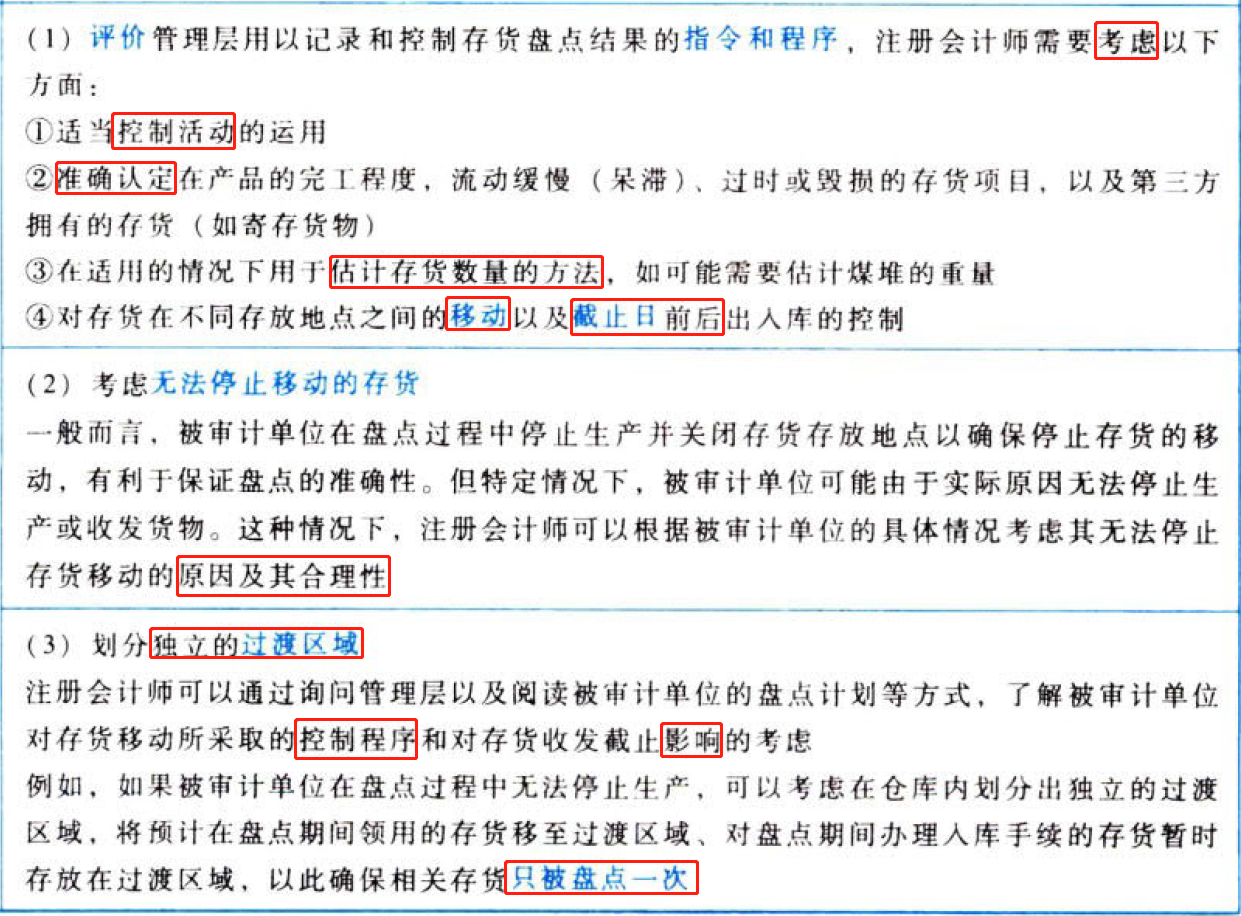 (1) 评价管理层用以记录和控制存货盘点结果的指令和程序，注册会计师需要考虑以下
方面：
①适当控制活动的运用
②准确认定在产品的完工程度，流动缓慢（呆滞）、过时或毁损的存货项目，以及第三方
拥有的存货（如寄存货物）
③在适用的情况下用于估计存货数量的方法，如可能需要估计煤堆的重量
④对存货在不同存放地点之间的移动以及截止日前后出入库的控制
(2) 考虑无法停止移动的存货
一般而言，被审计单位在盘点过程中停止生产并关闭存货存放地点以确保停止存货的移
动，有利于保证盘点的准确性。但特定情况下，被审计单位可能由于实际原因无法停止生
产或收发货物。这种情况下，注册会计师可以根据被审计单位的具体情况考虑其无法停止
存货移动的原因及其合理性
(3) 划分独立的过渡区域
注册会计师可以通过询问管理层以及阅读被审计单位的盘点计划等方式，了解被审计单位
对存货移动所采取的控制程序和对存货收发截止影响的考虑
例如，如果被审计单位在盘点过程中无法停止生产，可以考虑在仓库内划分出独立的过渡
区域，将预计在盘点期间领用的存货移至过渡区域、对盘点期间办理入库手续的存货暂时
存放在过渡区域，以此确保相关存货只被盘点一次